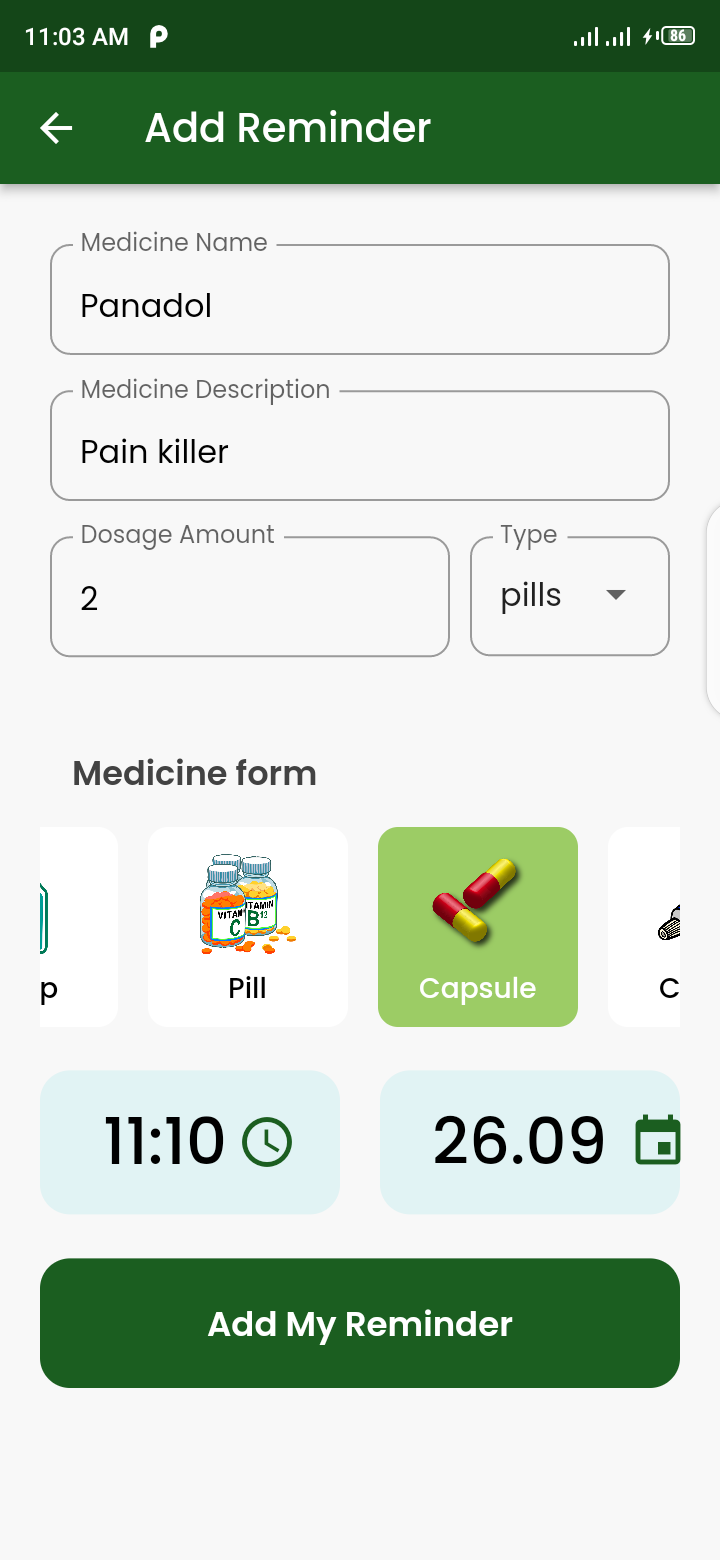 11:03 AM 86
Add Reminder
Medicine Name
Panadol
Medicine Description
Pain killer
Dosage Amount Type
2 pills
Medicine form
VITAMIN C VITAMIN B12
p Pill Capsule C
11:10 26.09
Add My Reminder